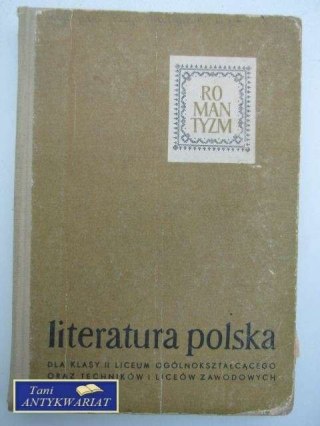 RO
MAN
TYZM
literatura polska
DLA KLASY II LICEUM OGÓLNOKSZTAŁCĄCEGO
ORAZ TECHNIKÓW I LICEÓW ZAWODOWYCH
Tani
ANTYKWARIAT